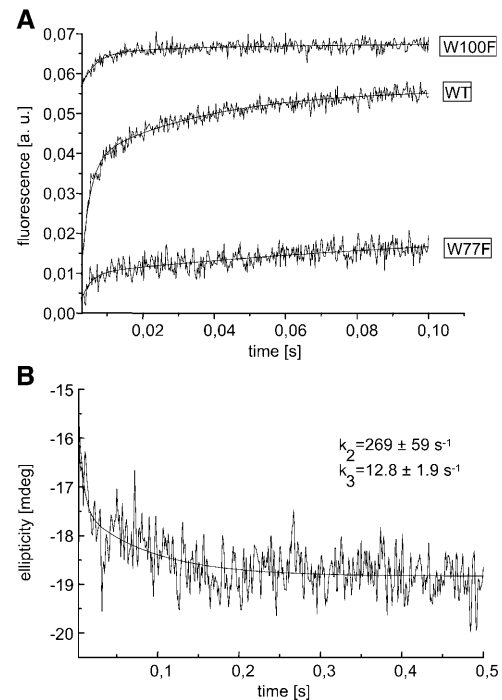 A
0,07
0,06
0,05
0,04
0,03
0,02
0,01
0,00
fluorescence [a. u.]
W100F
WT
W77F
0,02 0,04 0,06 0,08 0,10
time [s]
B
-15
-16
-17
-18
-19
-20
ellipticity [mdeg]
k2=269 ± 59 s-1
k3=12.8 ± 1.9 s-1
0,1 0,2 0,3 0,4 0,5
time [s]